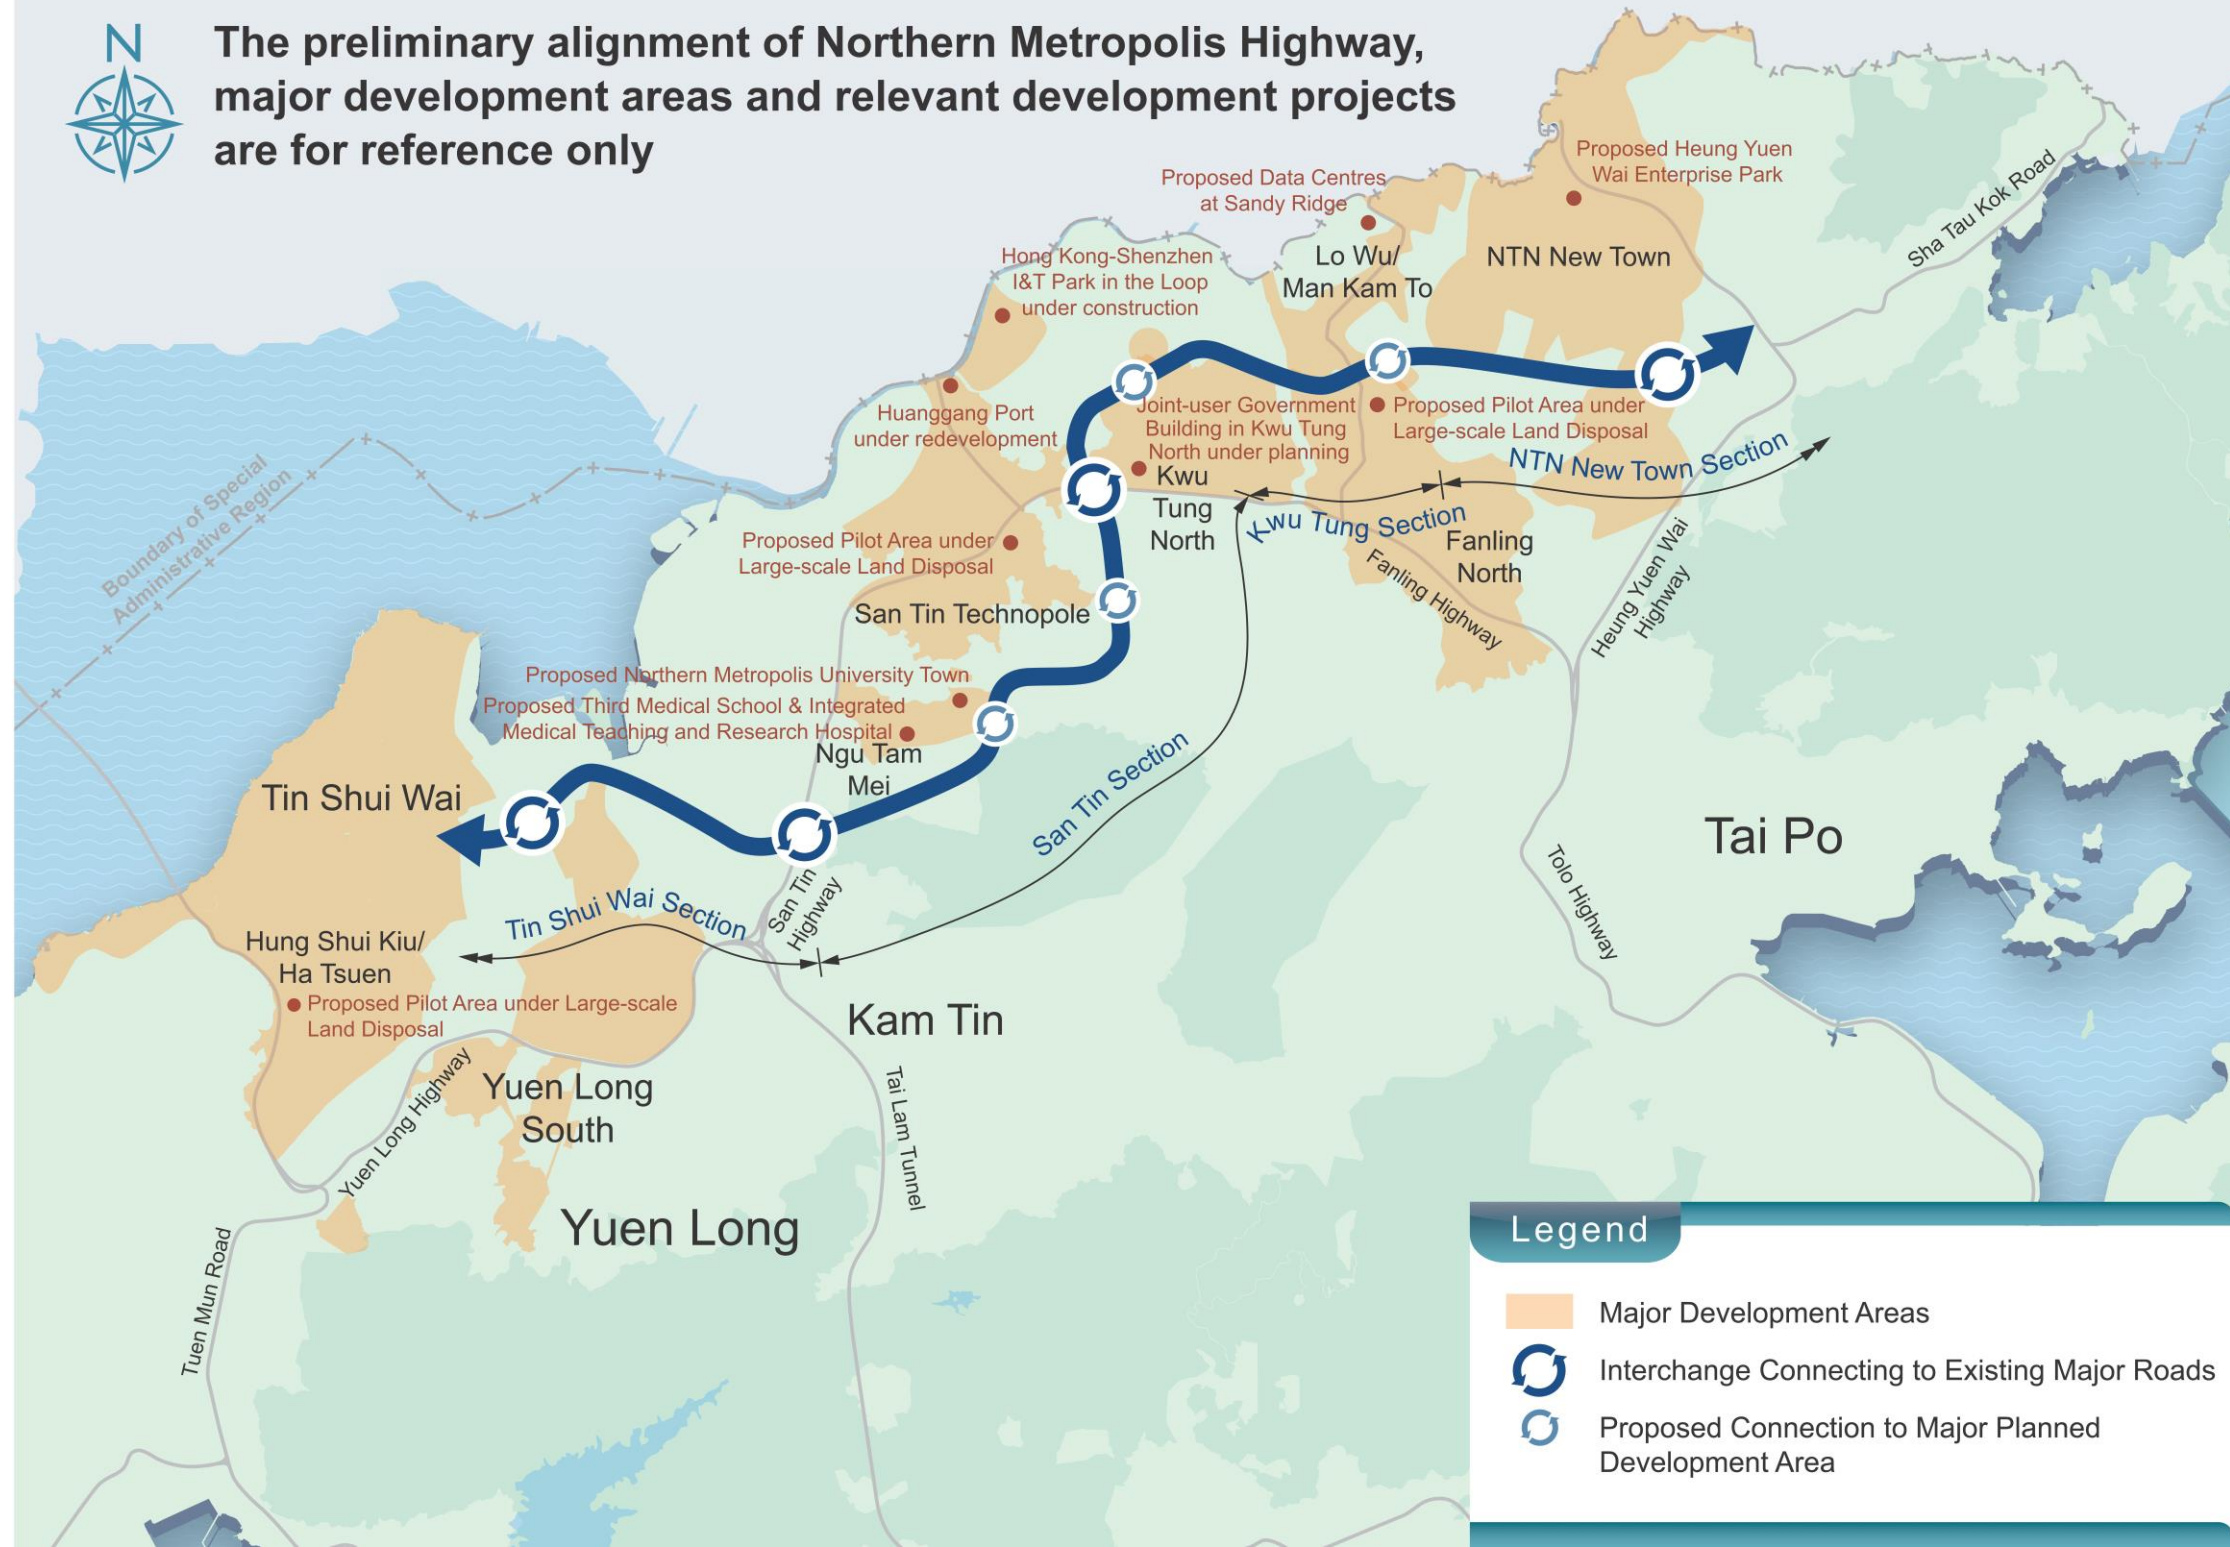 N
The preliminary alignment of Northern Metropolis Highway,
major development areas and relevant development projects
are for reference only
Proposed Heung Yuen
Wai Enterprise Park
Proposed Data Centres
at Sandy Ridge
Sha Tau Kok Road
Hong Kong-Shenzhen
I&T Park in the Loop
under construction
Lo Wu/
Man Kam To
NTN New Town
Huanggang Port
under redevelopment
Joint-user Government
Building in Kwu Tung
North under planning
Proposed Pilot Area under
Large-scale Land Disposal
NTN New Town Section
Kwu
Tung
North
Kwu Tung Section
Boundary of Special
Administrative Region
Proposed Pilot Area under
Large-scale Land Disposal
Fanling
North
Fanling Highway
Heung Yuen Wai
Highway
San Tin Technopole
Proposed Northern Metropolis University Town
Proposed Third Medical School & Integrated
Medical Teaching and Research Hospital
Ngu Tam
Mei
San Tin Section
Tin Shui Wai
Tai Po
Tolo Highway
Tin Shui Wai Section
San Tin
Highway
Hung Shui Kiu/
Ha Tsuen
Proposed Pilot Area under Large-scale
Land Disposal
Kam Tin
Yuen Long Highway
Yuen Long
South
Tai Lam Tunnel
Yuen Long
Tuen Mun Road
Legend
Major Development Areas
Interchange Connecting to Existing Major Roads
Proposed Connection to Major Planned
Development Area